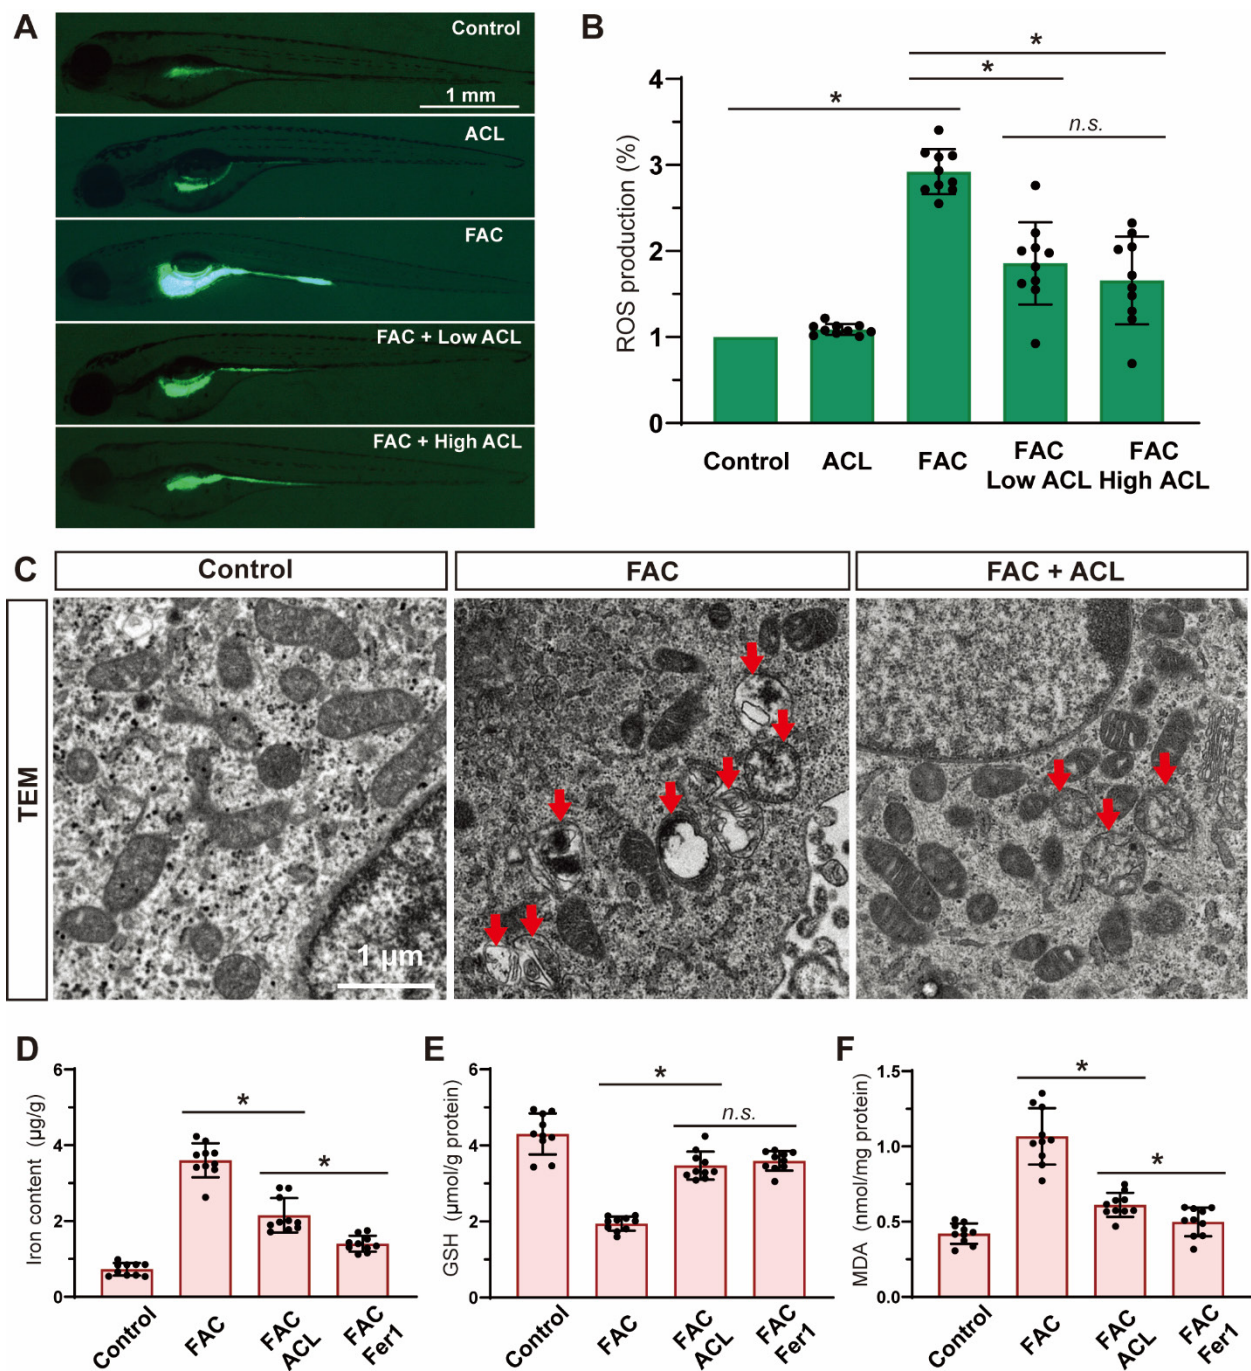 A
Control
1 mm
ACL
FAC
FAC + Low ACL
FAC + High ACL
B
ROS production (%)
4
3
2
1
0
*
*
*
n.s.
Control
ACL
FAC
FAC
Low ACL
FAC
High ACL
C
Control
FAC
FAC + ACL
TEM
1 μm
D
Iron content (μg/g)
6
4
2
0
*
*
Control
FAC
FAC
ACL
FAC
Fer1
E
GSH (μmol/g protein)
6
4
2
0
*
n.s.
Control
FAC
FAC
ACL
FAC
Fer1
F
MDA (nmol/mg protein)
1.5
1.0
0.5
0.0
*
*
Control
FAC
FAC
ACL
FAC
Fer1